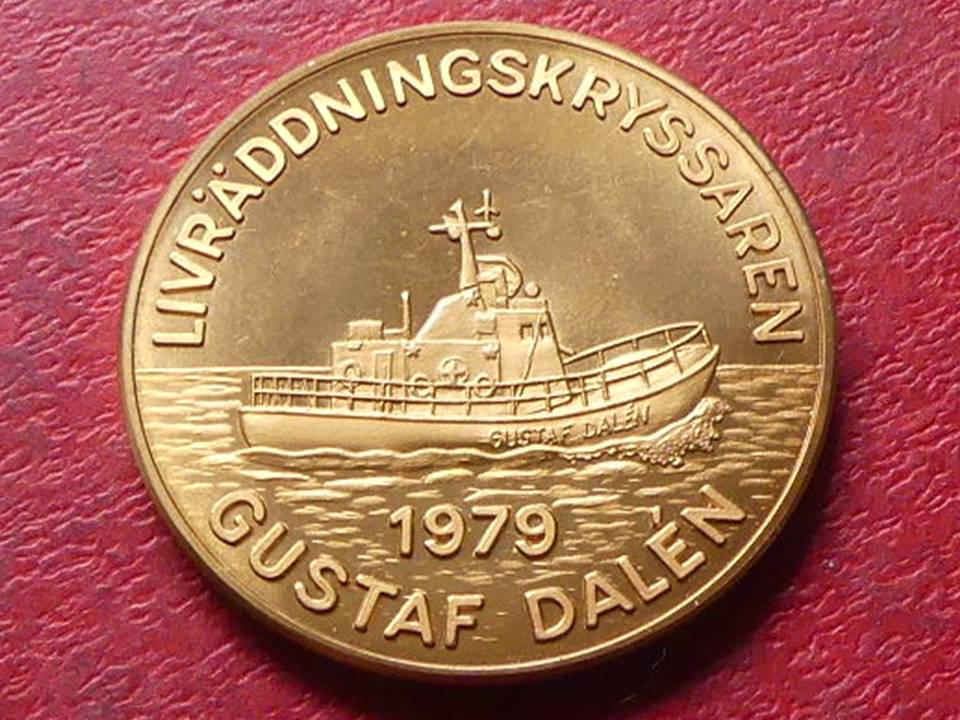 LIVRÄDDNINGSKRYSSAREN
GUSTAF DALÉN
1979
GUSTAF DALÉN